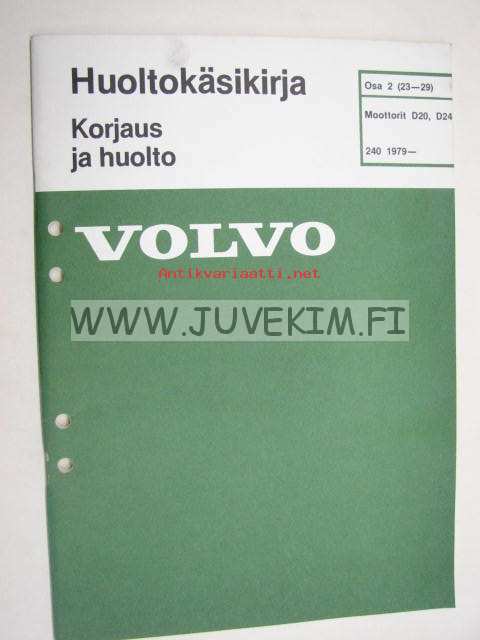 Huoltokäsikirja
Korjaus
ja huolto
Osa 2 (23—29)
Moottorit D20, D24
240 1979—
VOLVO
Antikvariaatti.net
WWW.JUVEKIM.FI